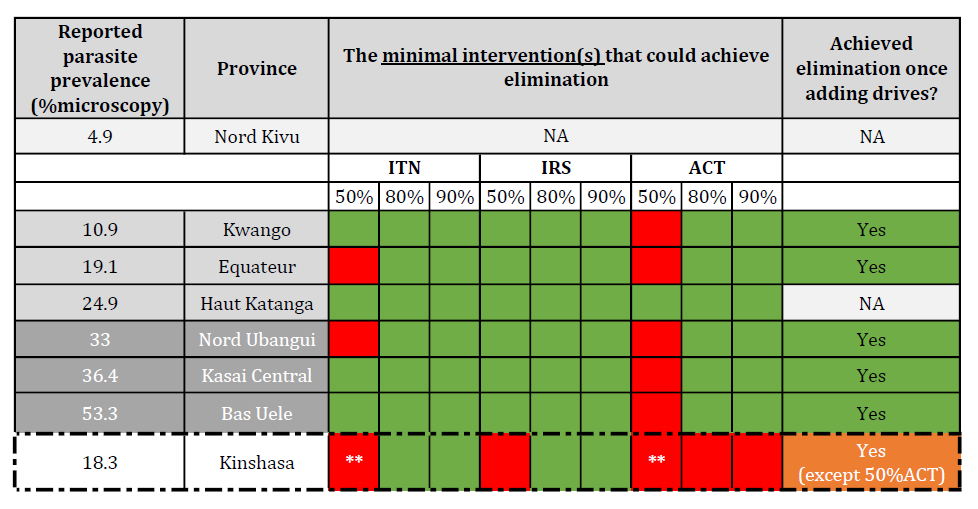 Reported
parasite
prevalence
(%microscopy)
Province
The minimal intervention(s) that could achieve
elimination
Achieved
elimination once
adding drives?
4.9
Nord Kivu
NA
NA
ITN
IRS
ACT
50% 80% 90% 50% 80% 90% 50% 80% 90%
10.9
Kwango
Yes
19.1
Equateur
Yes
24.9
Haut Katanga
NA
33
Nord Ubangui
Yes
36.4
Kasai Central
Yes
53.3
Bas Uele
Yes
18.3
Kinshasa
**
**
Yes
(except 50%ACT)